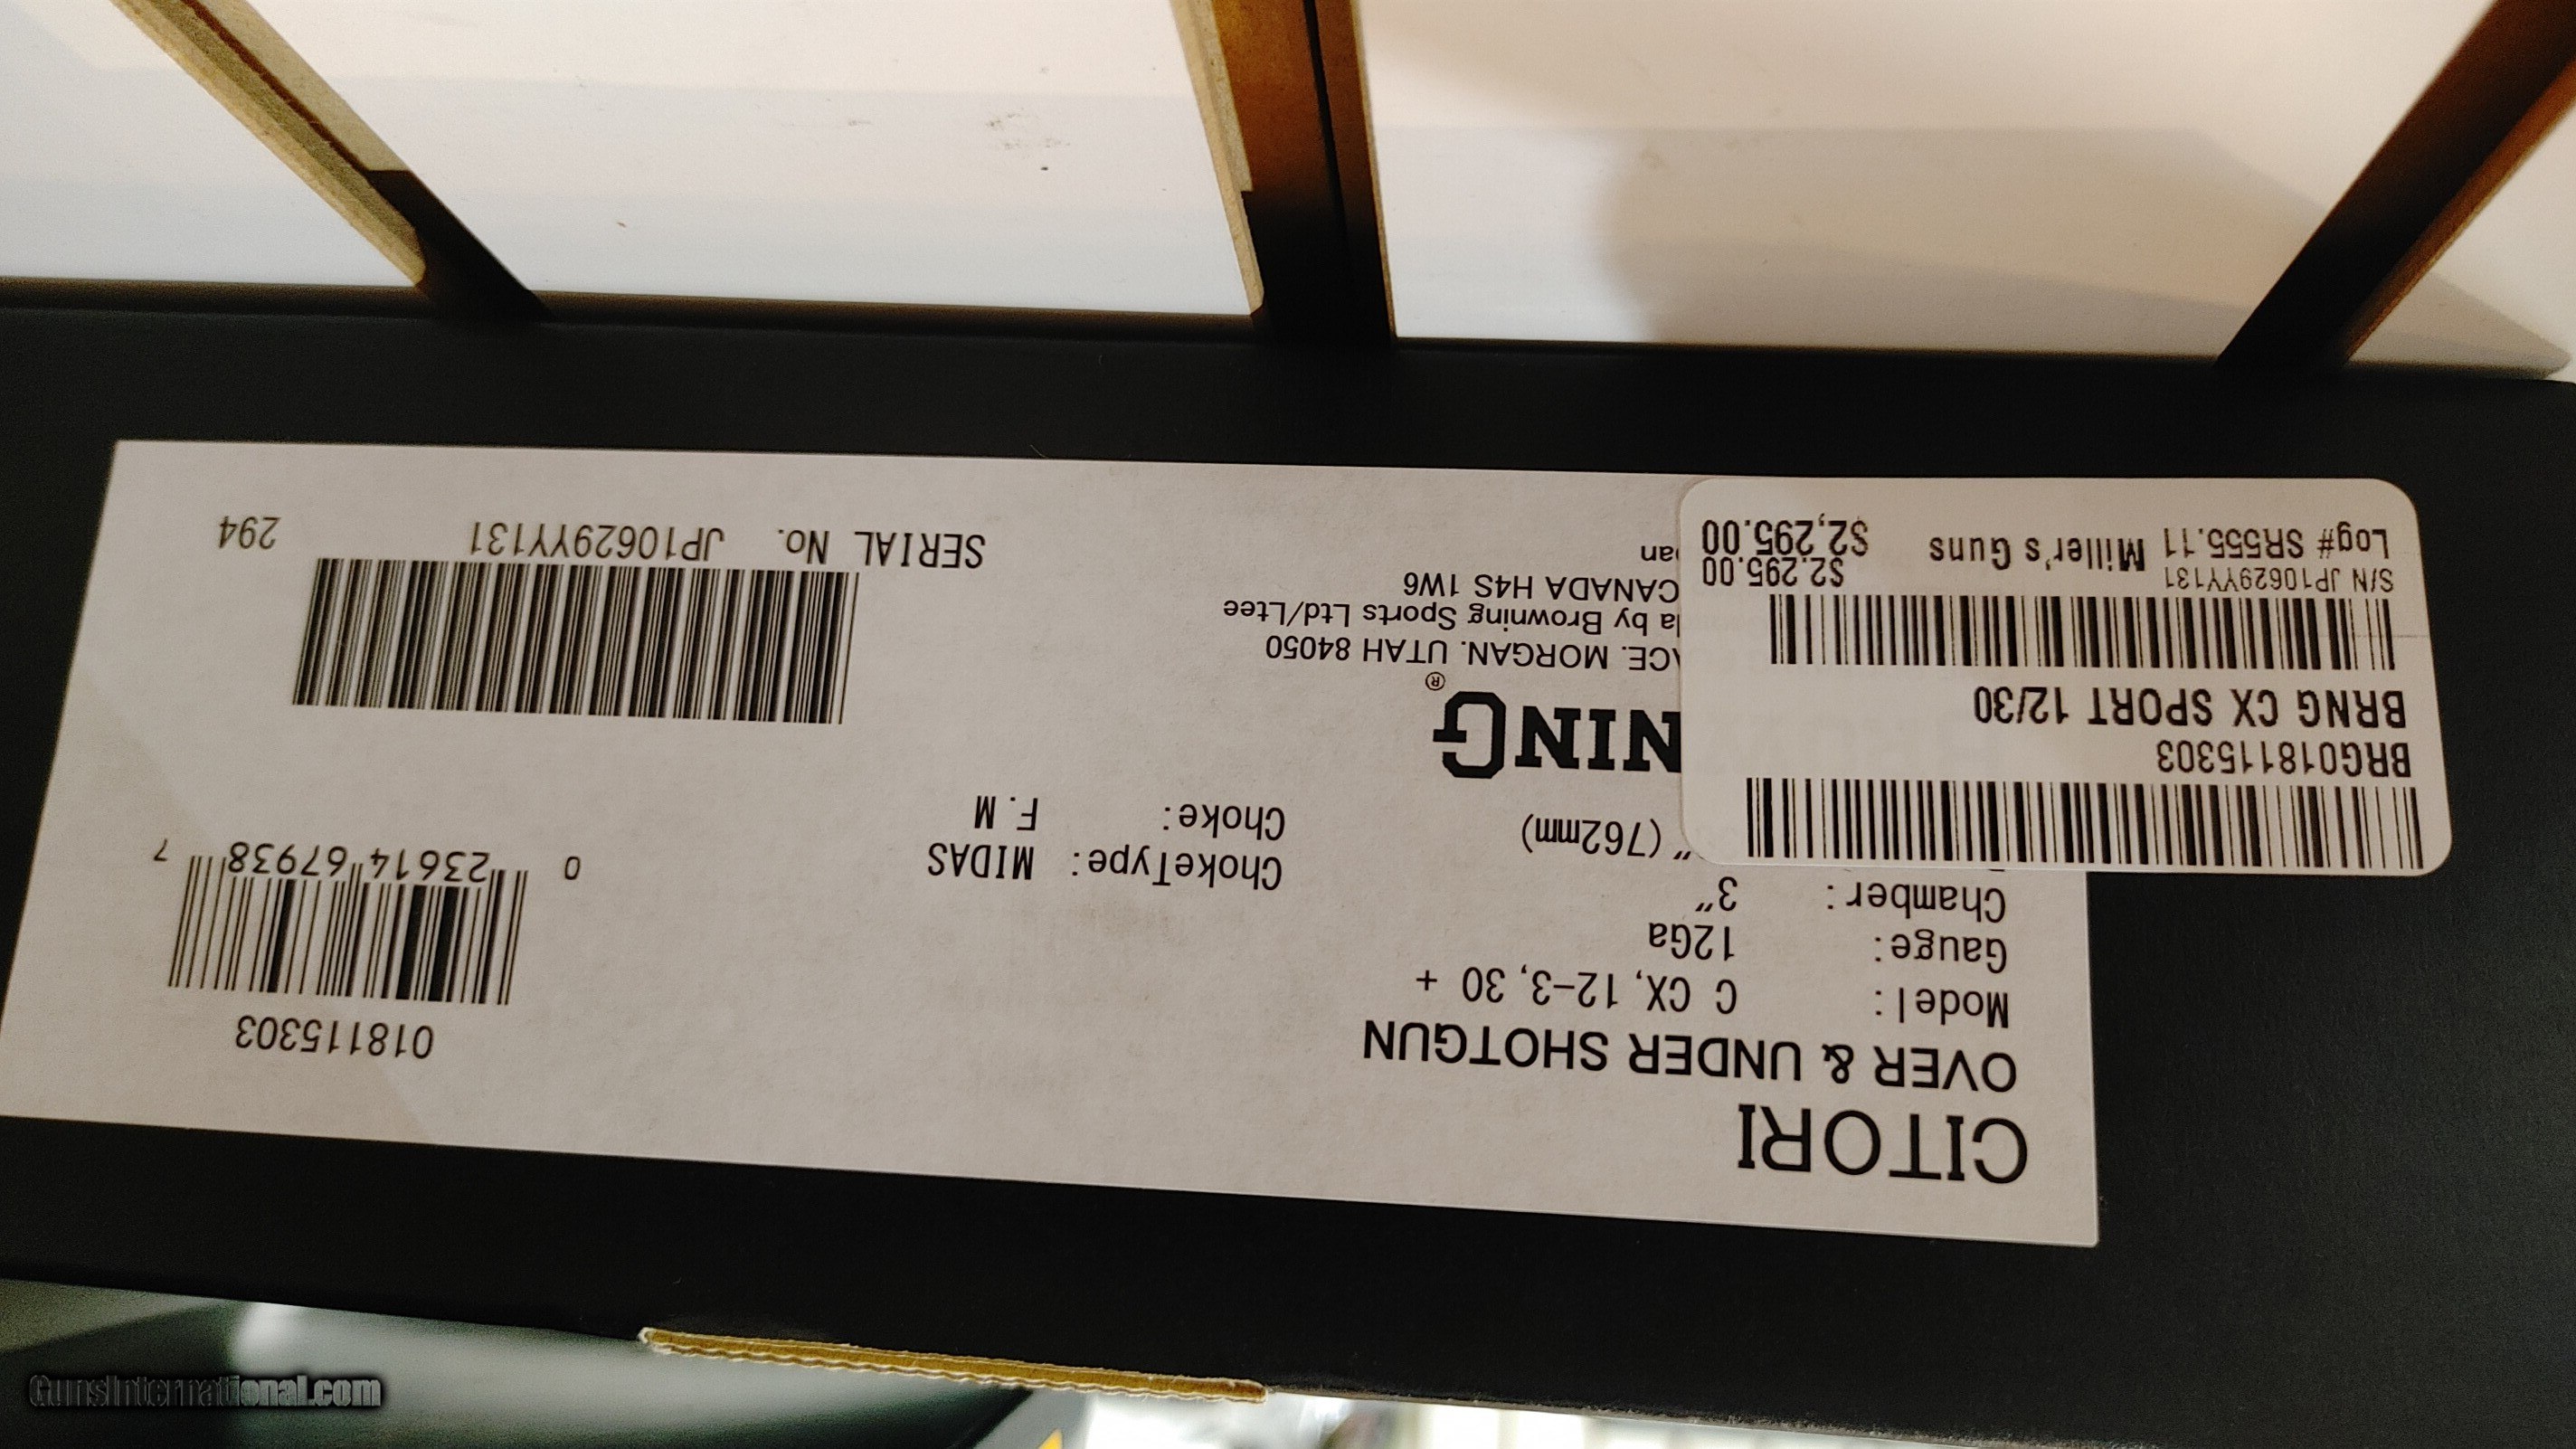 CITORI
OVER & UNDER SHOTGUN
Model: C CX, 12-3, 30 +
Gauge: 12Ga
Chamber: 3"
" (762mm)
ChokeType: MIDAS
Choke: F.M
NING®
ACE. MORGAN. UTAH 84050
la by Browning Sports Ltd/Ltee
CANADA H4S 1W6
pan
018115303
0 23614 67938 7
SERIAL No. JP10629YY131 294
BRG018115303
BRNG CX SPORT 12/30
S/N JP10629YY131 $2,295.00
Log# SR555.11 Miller's Guns $2,295.00
GunsInternational.com